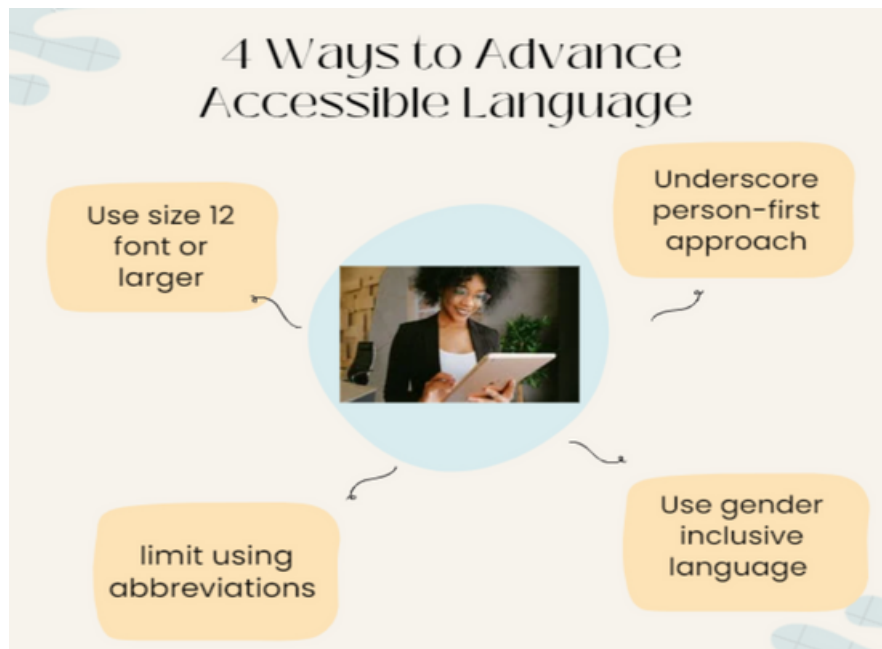 4 Ways to Advance
Accessible Language
Use size 12
font or
larger
Underscore
person-first
approach
limit using
abbreviations
Use gender
inclusive
language